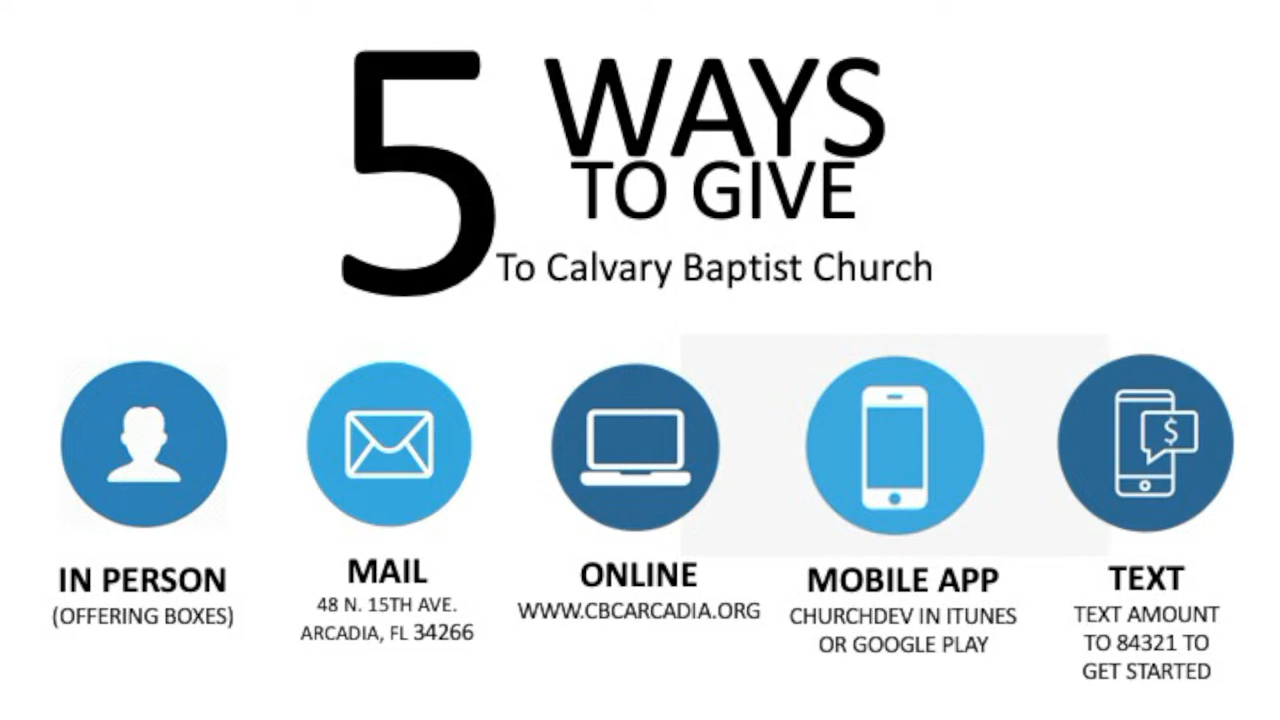 5 WAYS
TO GIVE
To Calvary Baptist Church
IN PERSON
(OFFERING BOXES)
MAIL
48 N. 15TH AVE.
ARCADIA, FL 34266
ONLINE
WWW.CBCARCADIA.ORG
MOBILE APP
CHURCHDEV IN ITUNES
OR GOOGLE PLAY
$
TEXT
TEXT AMOUNT
TO 84321 TO
GET STARTED